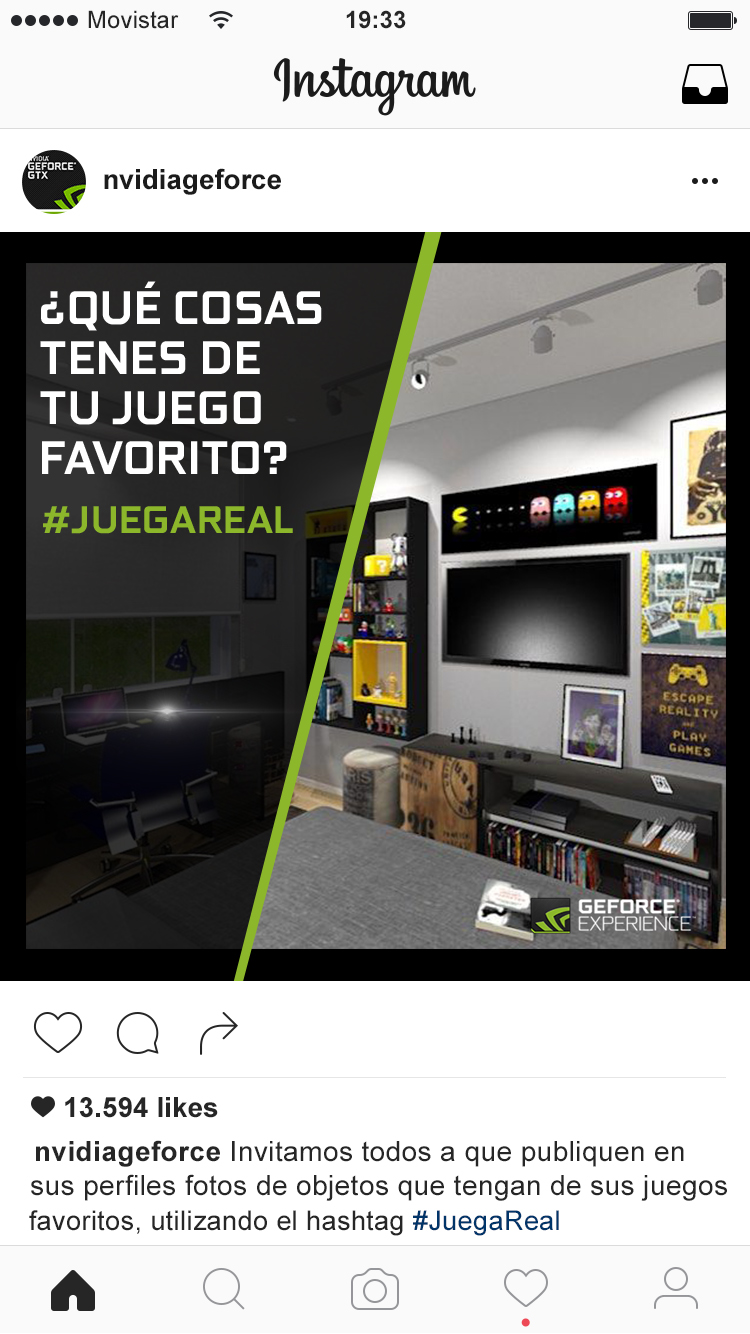 Movistar
19:33
Instagram
NVIDIA
GEFORCE
GTX
nvidiageforce
¿QUÉ COSAS
TENES DE
TU JUEGO
FAVORITO?
#JUEGAREAL
ESCAPE
REALITY
and
PLAY
GAMES
GEFORCE
EXPERIENCE
13.594 likes
nvidiageforce Invitamos todos a que publiquen en
sus perfiles fotos de objetos que tengan de sus juegos
favoritos, utilizando el hashtag #JuegaReal